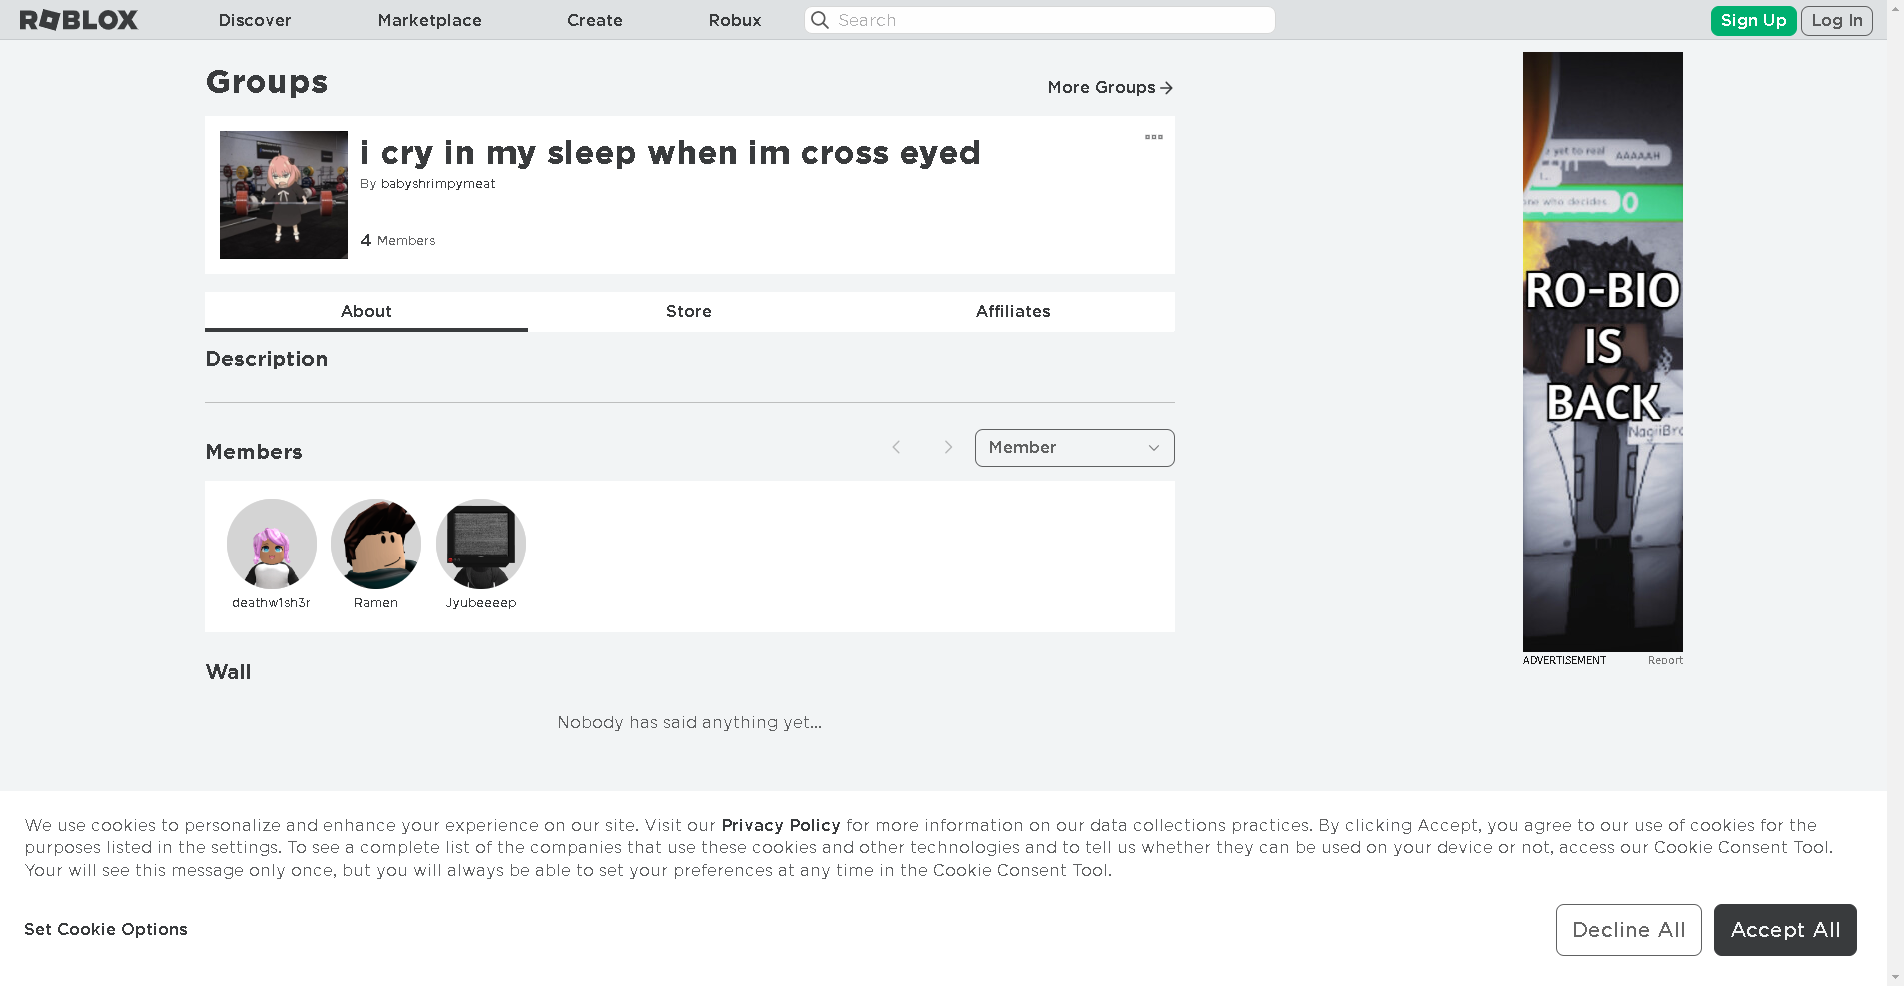 ROBLOX
Discover
Marketplace
Create
Robux
Search
Sign Up
Log In
Groups
More Groups
i cry in my sleep when im cross eyed
By babyshrimpymeat
4 Members
About
Store
Affiliates
Description
Members
Member
deathw1sh3r
Ramen
Jyubeeeep
Wall
Nobody has said anything yet...
yet to real
AAAAAH
one who decides...
0
RO-BIO
IS
BACK
ADVERTISEMENT
Report
We use cookies to personalize and enhance your experience on our site. Visit our Privacy Policy for more information on our data collections practices. By clicking Accept, you agree to our use of cookies for the
purposes listed in the settings. To see a complete list of the companies that use these cookies and other technologies and to tell us whether they can be used on your device or not, access our Cookie Consent Tool.
Your will see this message only once, but you will always be able to set your preferences at any time in the Cookie Consent Tool.
Set Cookie Options
Decline All
Accept All